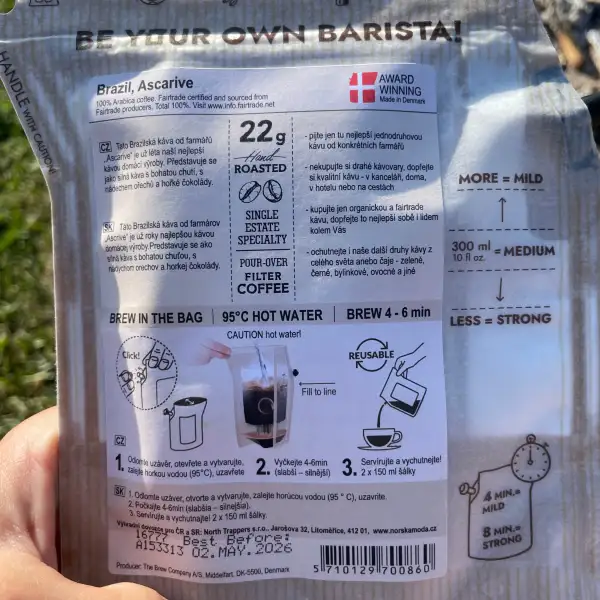 BE YOUR OWN BARISTA!
HANDLE WITH CAUTION!
Brazil, Ascarive
100% Arabica coffee. Fairtrade certified and sourced from
Fairtrade producers. Total 100%. Visit www.info.fairtrade.net
AWARD
WINNING
Made in Denmark
CZ Tato Brazilská káva od farmářů
„Ascarive" je už léta naší nejlepší
kávou domácí výroby. Představuje se
jako silná káva s bohatou chutí, s
nádechem ořechů a hořké čokolády.
SK Tato Brazilská káva od farmárov
„Ascrive" je už roky najlepšou kávou
domácej výroby.Predstavuje se ako
silná káva s bohatou chuťou, s
nádychom orechov a horkej čokolády.
22g
Hand
ROASTED
SINGLE
ESTATE
SPECIALTY
POUR-OVER
FILTER
COFFEE
- pijte jen tu nejlepší jednodruhovou
kávu od konkrétních farmářů
- nekupujte si drahé kávovary, dopřejte
si kvalitní kávu - v kanceláři, doma,
v hotelu nebo na cestách
- kupujte jen organickou a fairtrade
kávu, dopřejte to nejlepší sobě i lidem
kolem Vás
- ochutnejte i naše další druhy kávy z
celého světa anebo čaje - zelené,
černé, bylinkové, ovocné a jiné
MORE = MILD
300 ml
10 fl oz.
= MEDIUM
LESS = STRONG
BREW IN THE BAG | 95°C HOT WATER | BREW 4 - 6 min
CAUTION hot water!
Click!
Fill to line
REUSABLE
CZ
1. Odlomte uzávěr, otevřete a vytvarujte,
zalejte horkou vodou (95°C), uzavřete
2. Vyčkejte 4-6min
(slabší – silnější)
3. Servírujte a vychutnejte!
2 x 150 ml šálky
SK 1. Odlomte uzáver, otvorte a vytvarujte, zalejte horúcou vodou (95 ° C), uzavrite.
2. Počkajte 4-6min (slabšia – silnejšia).
3. Servírujte a vychutnajte! 2 x 150 ml šálky
Výhradní dovozce pro ČR a SR: North Trappers s.r.o., Jarošova 32, Litoměřice, 412 01, www.norskamoda.cz
16777 Best Before:
A153313 02.MAY.2026
Producer: The Brew Company A/S, Middelfart, DK-5500, Denmark
5 710129 700860
4 MIN.=
MILD
8 MIN.=
STRONG